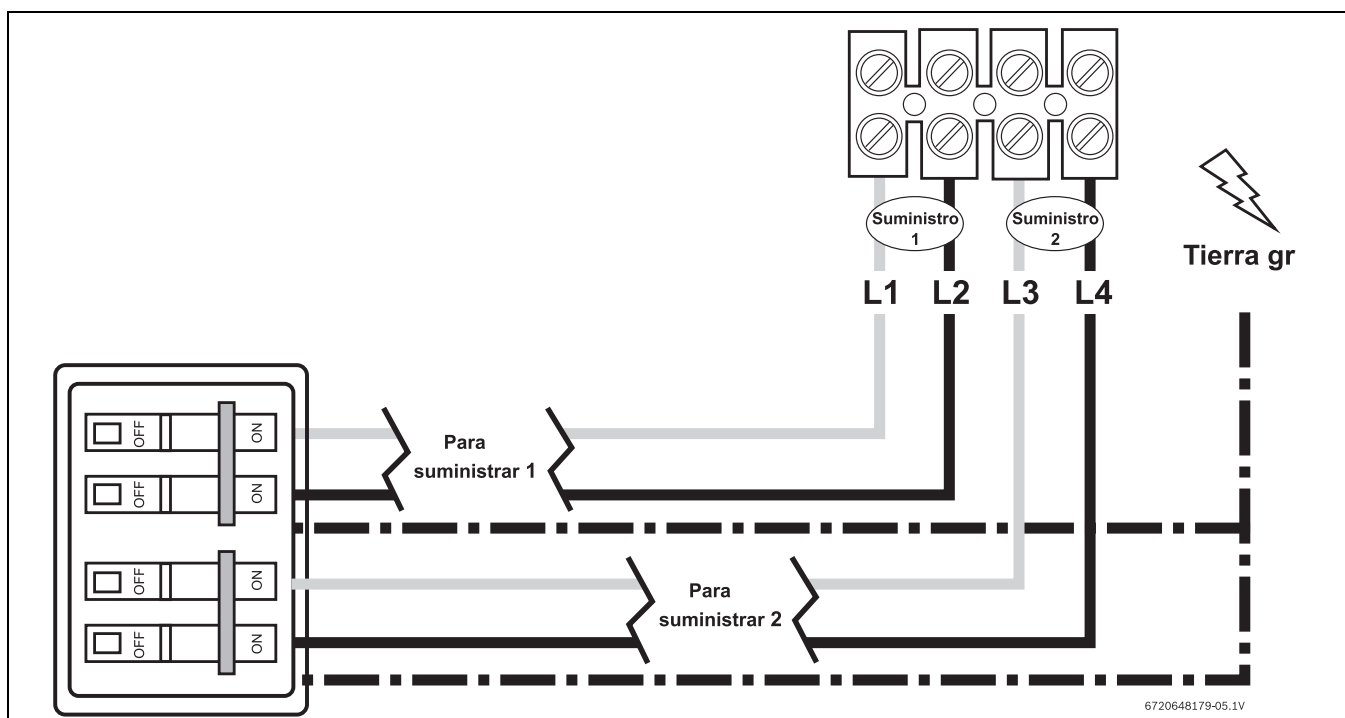 Suministro
1
Suministro
2
Tierra gr
L1 L2 L3 L4
OFF ON
Para
suministrar 1
OFF ON
OFF ON
Para
suministrar 2
OFF ON
6720648179-05.1V